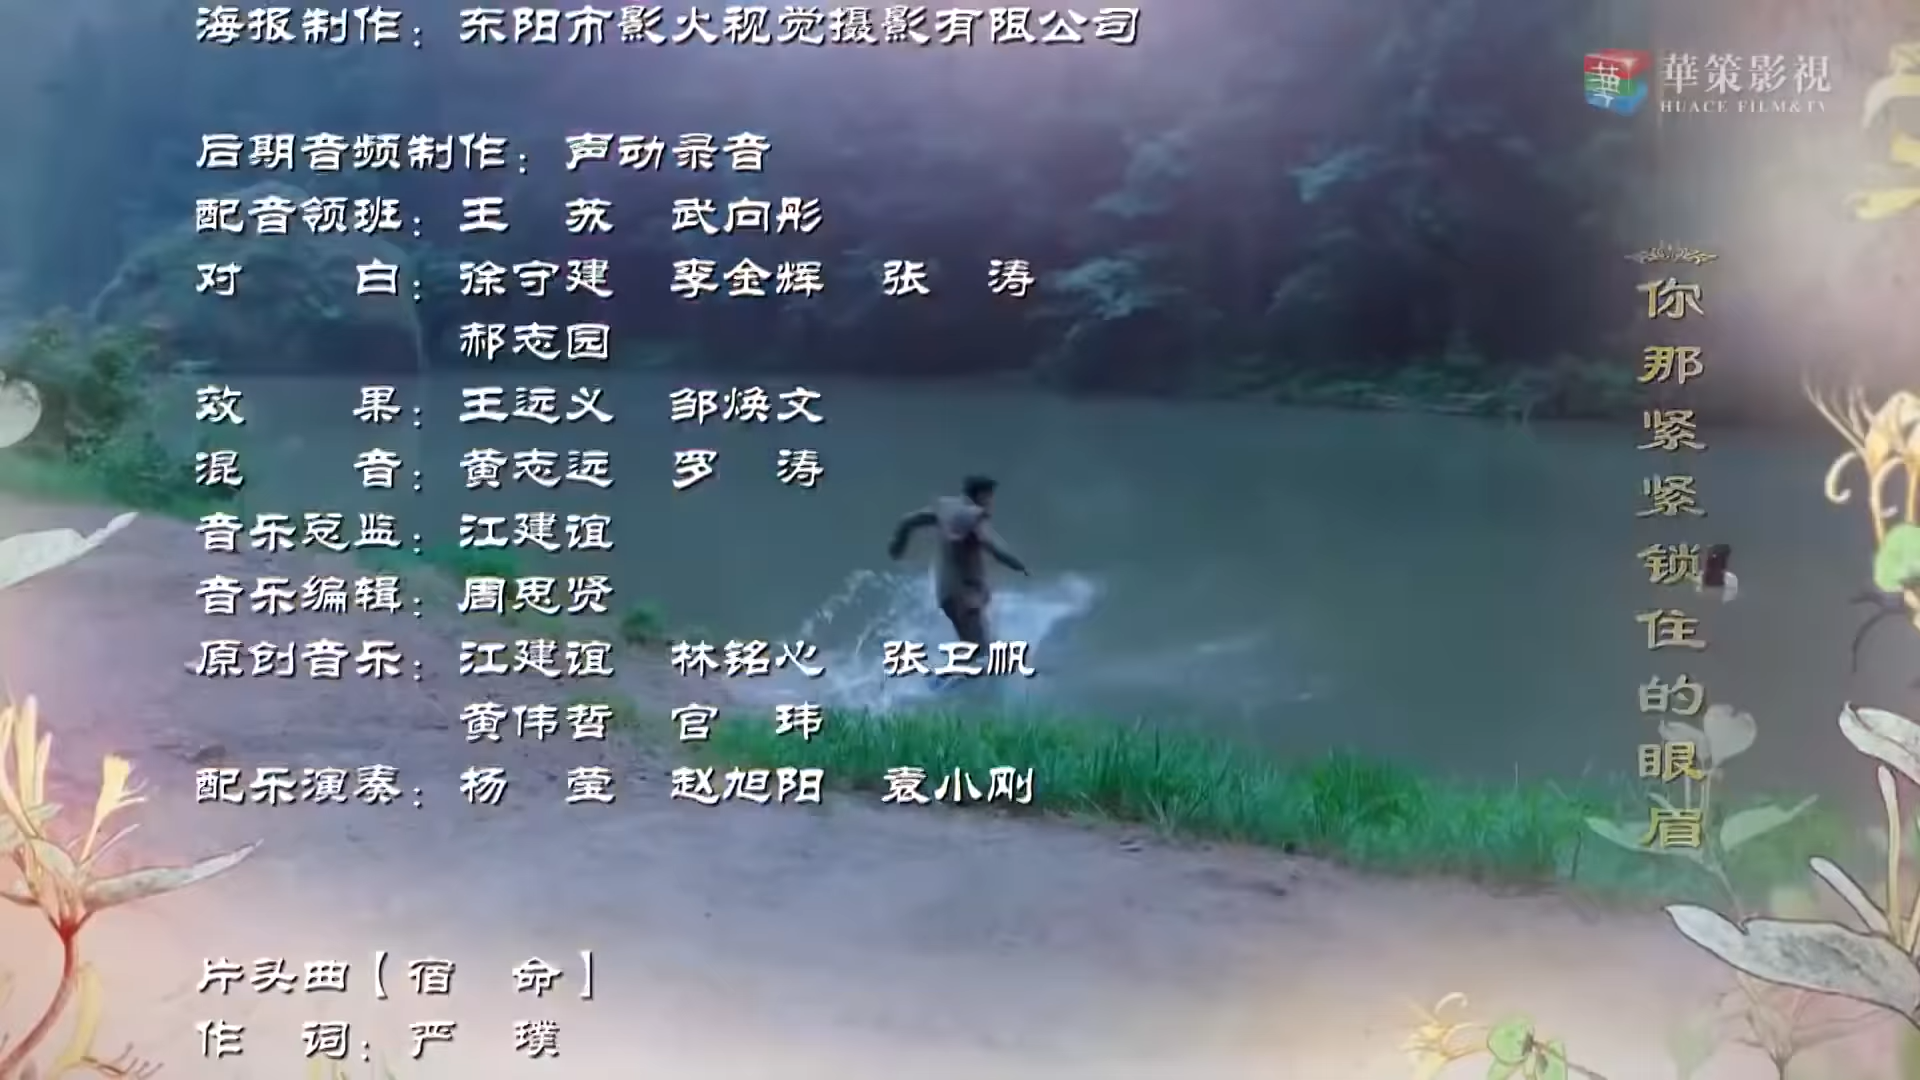 海报制作：东阳市影火视觉摄影有限公司
華策影視
HUACE FILM&TV
后期音频制作：声动录音
配音领班：王　苏　武向彤
对　　白：徐守建　李金辉　张　涛
郝志园
效　　果：王远义　邹焕文
混　　音：黄志远　罗　涛
音乐总监：江建谊
音乐编辑：周思贤
原创音乐：江建谊　林铭心　张卫帆
黄伟哲　官　玮
配乐演奏：杨　莹　赵旭阳　袁小刚
片头曲【宿　命】
作　词：严　璞
你那紧紧锁住的眼眉